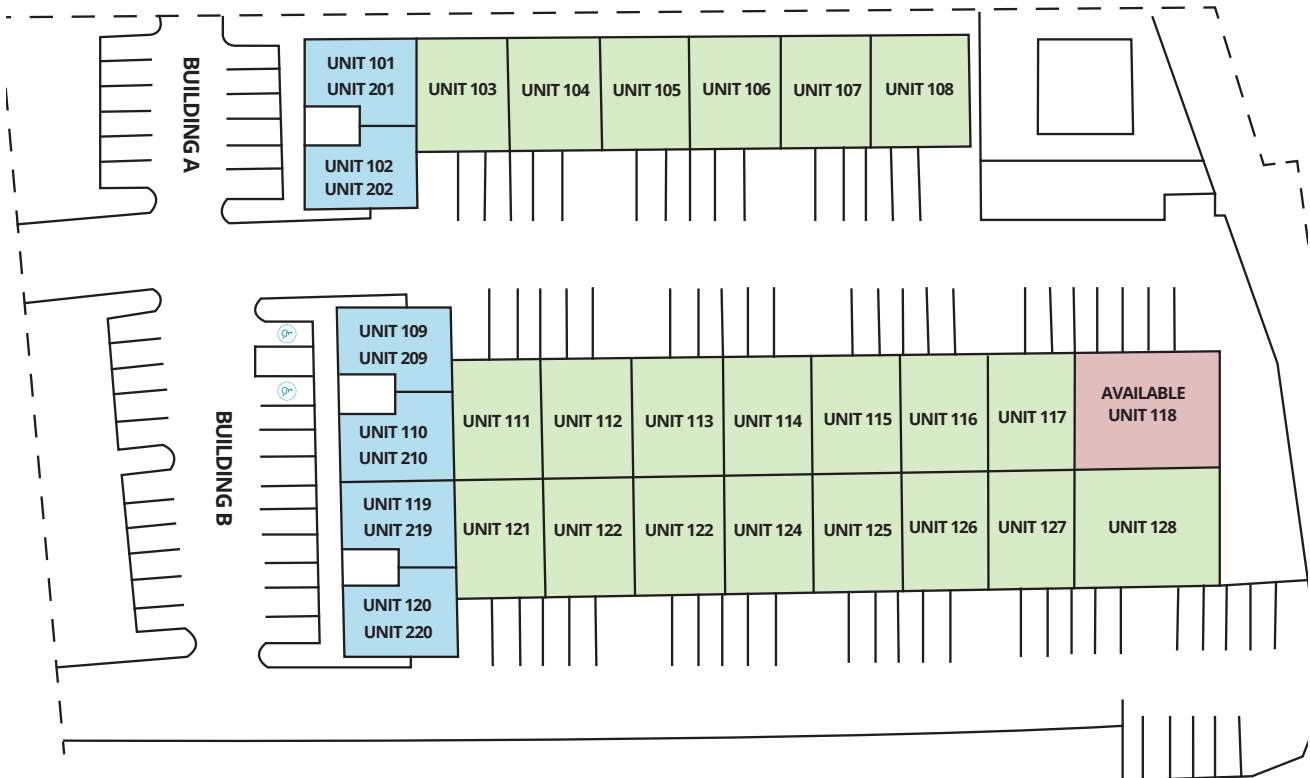 BUILDING A
UNIT 101
UNIT 201
UNIT 102
UNIT 202
UNIT 103
UNIT 104
UNIT 105
UNIT 106
UNIT 107
UNIT 108
BUILDING B
UNIT 109
UNIT 209
UNIT 110
UNIT 210
UNIT 111
UNIT 112
UNIT 113
UNIT 114
UNIT 115
UNIT 116
UNIT 117
AVAILABLE
UNIT 118
UNIT 119
UNIT 219
UNIT 120
UNIT 220
UNIT 121
UNIT 122
UNIT 122
UNIT 124
UNIT 125
UNIT 126
UNIT 127
UNIT 128